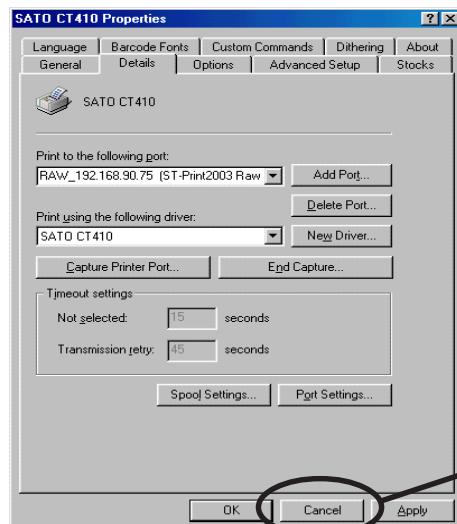 SATO CT410 Properties
Language Barcode Fonts Custom Commands Dithering About
General Details Options Advanced Setup Stocks
SATO CT410
Print to the following port:
RAW_192.168.90.75 (ST-Print2003 Raw Add Port...
Delete Port...
Print using the following driver:
SATO CT410 New Driver...
Capture Printer Port... End Capture...
Timeout settings
Not selected: 15 seconds
Transmission retry: 45 seconds
Spool Settings... Port Settings...
OK Cancel Apply